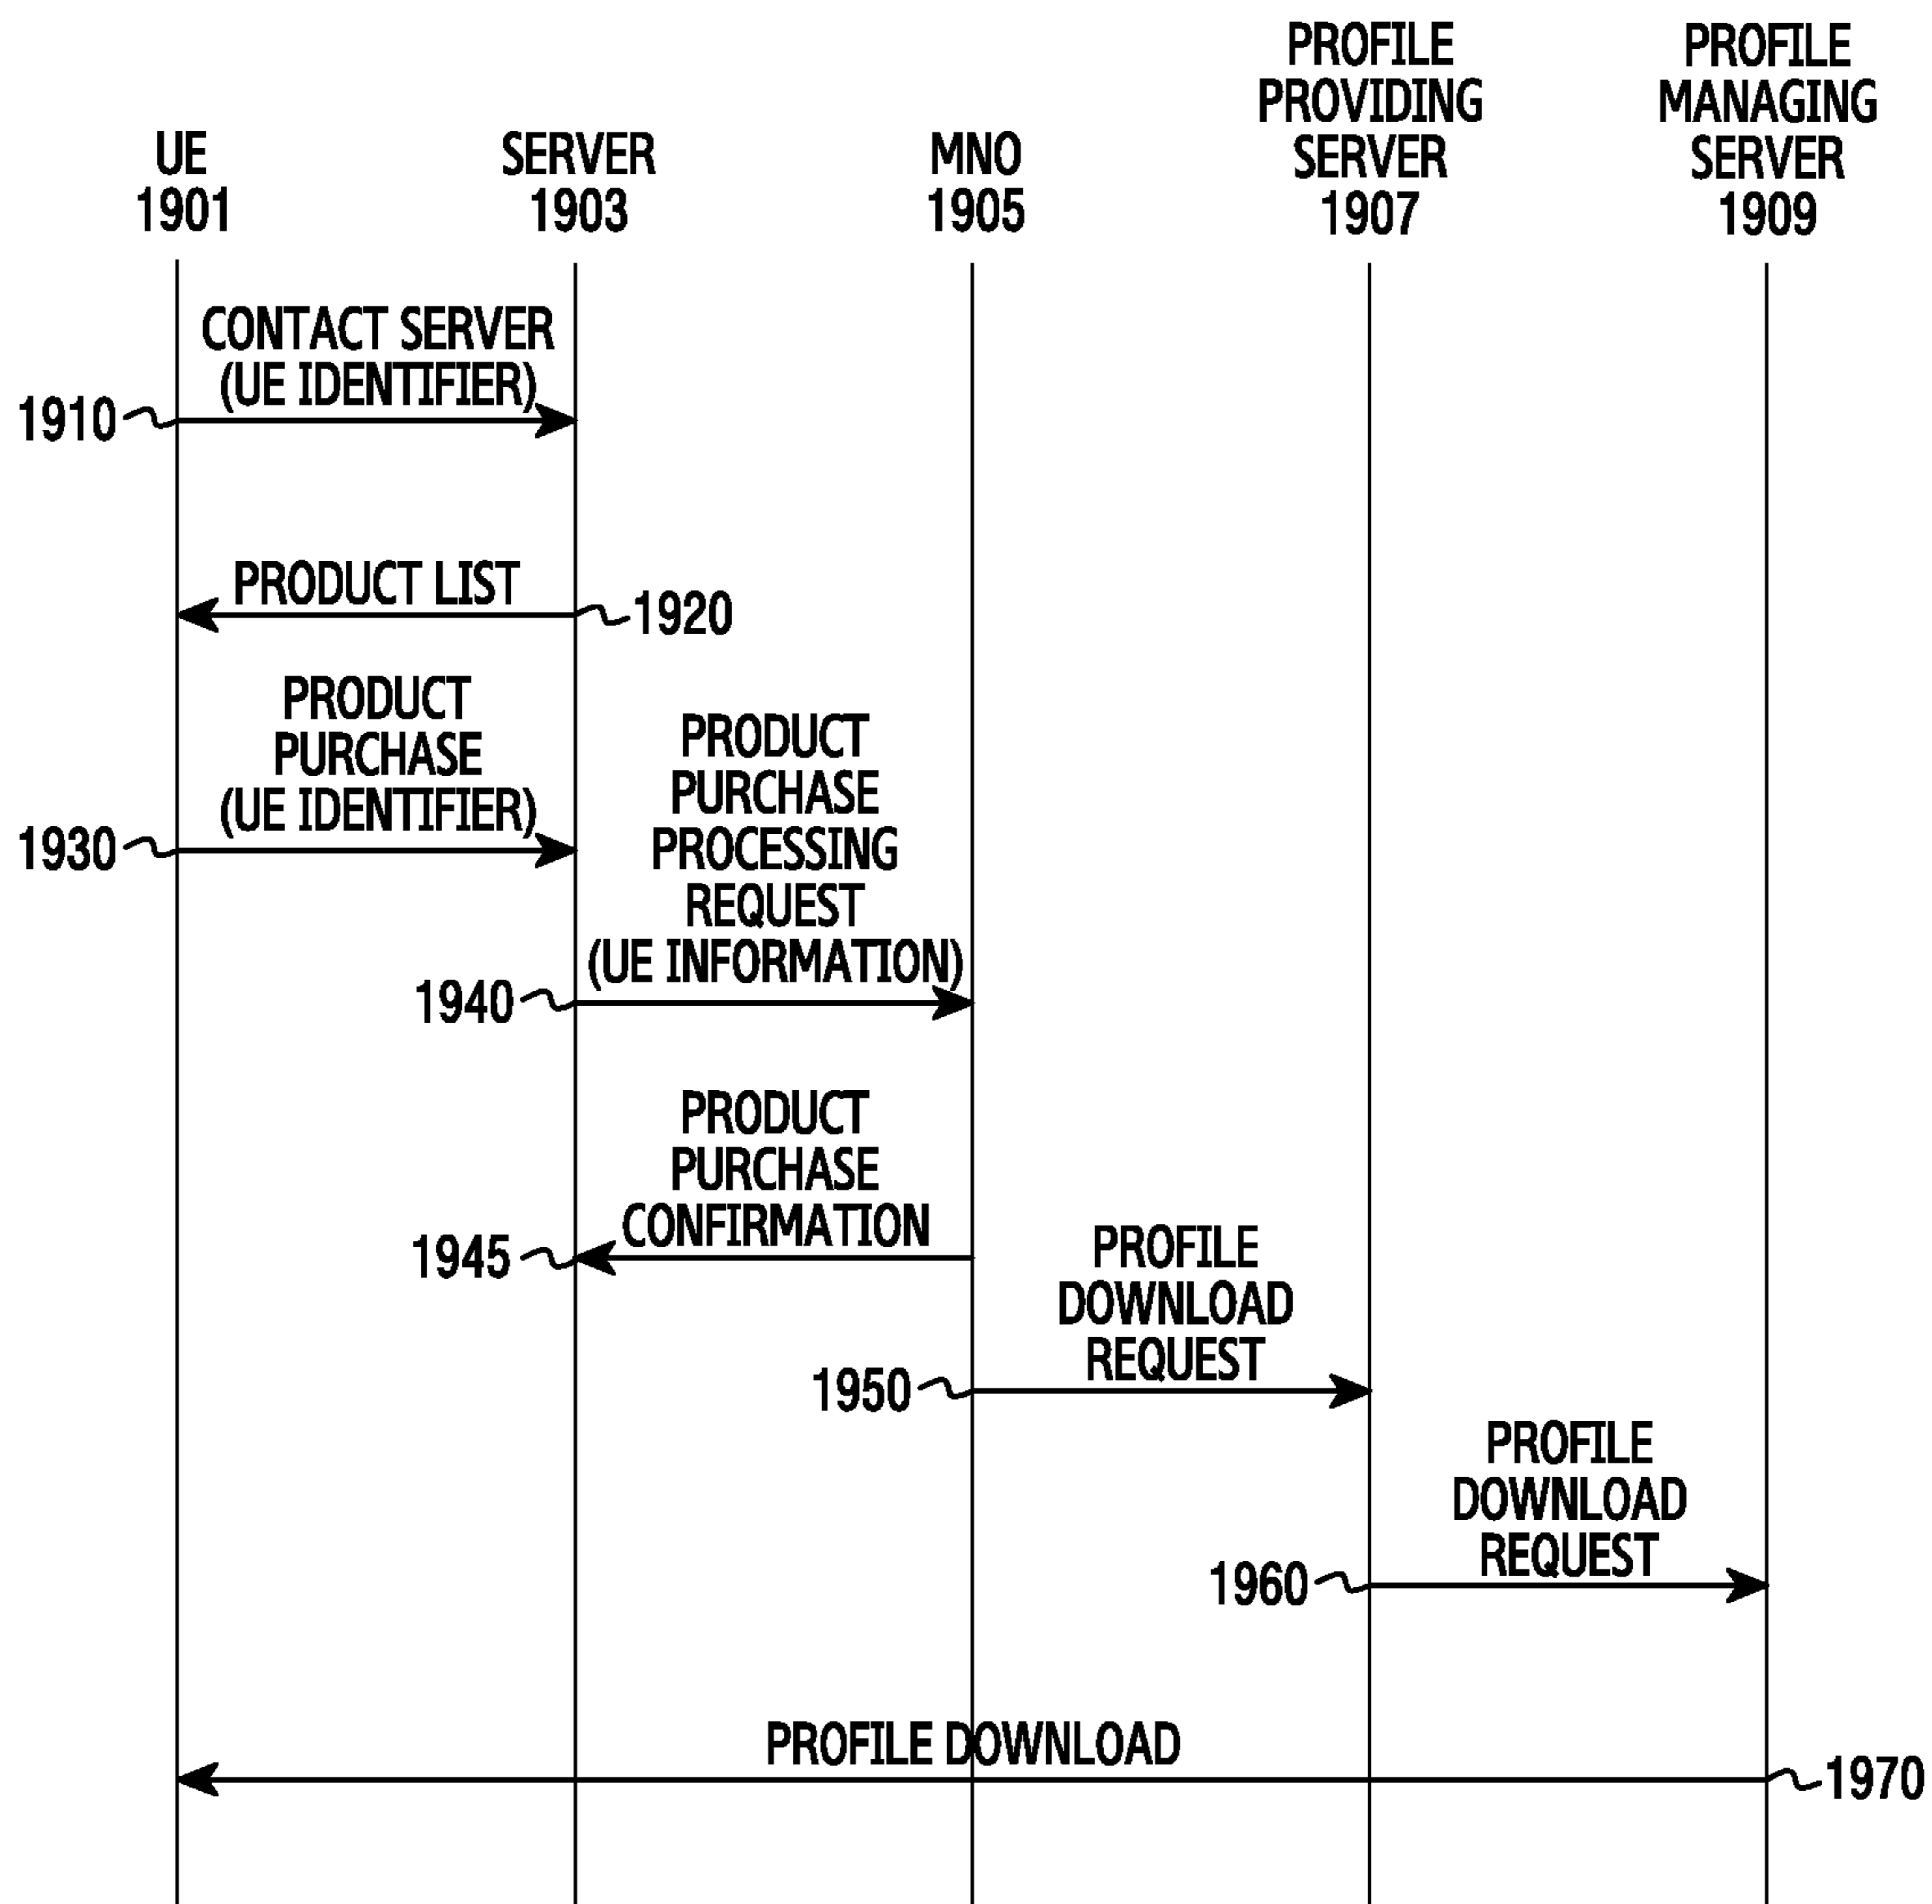 UE
1901
SERVER
1903
MNO
1905
PROFILE
PROVIDING
SERVER
1907
PROFILE
MANAGING
SERVER
1909
CONTACT SERVER
(UE IDENTIFIER)
1910
PRODUCT LIST
1920
PRODUCT
PURCHASE
(UE IDENTIFIER)
1930
PRODUCT
PURCHASE
PROCESSING
REQUEST
(UE INFORMATION)
1940
PRODUCT
PURCHASE
CONFIRMATION
1945
PROFILE
DOWNLOAD
REQUEST
1950
PROFILE
DOWNLOAD
REQUEST
1960
PROFILE DOWNLOAD
1970